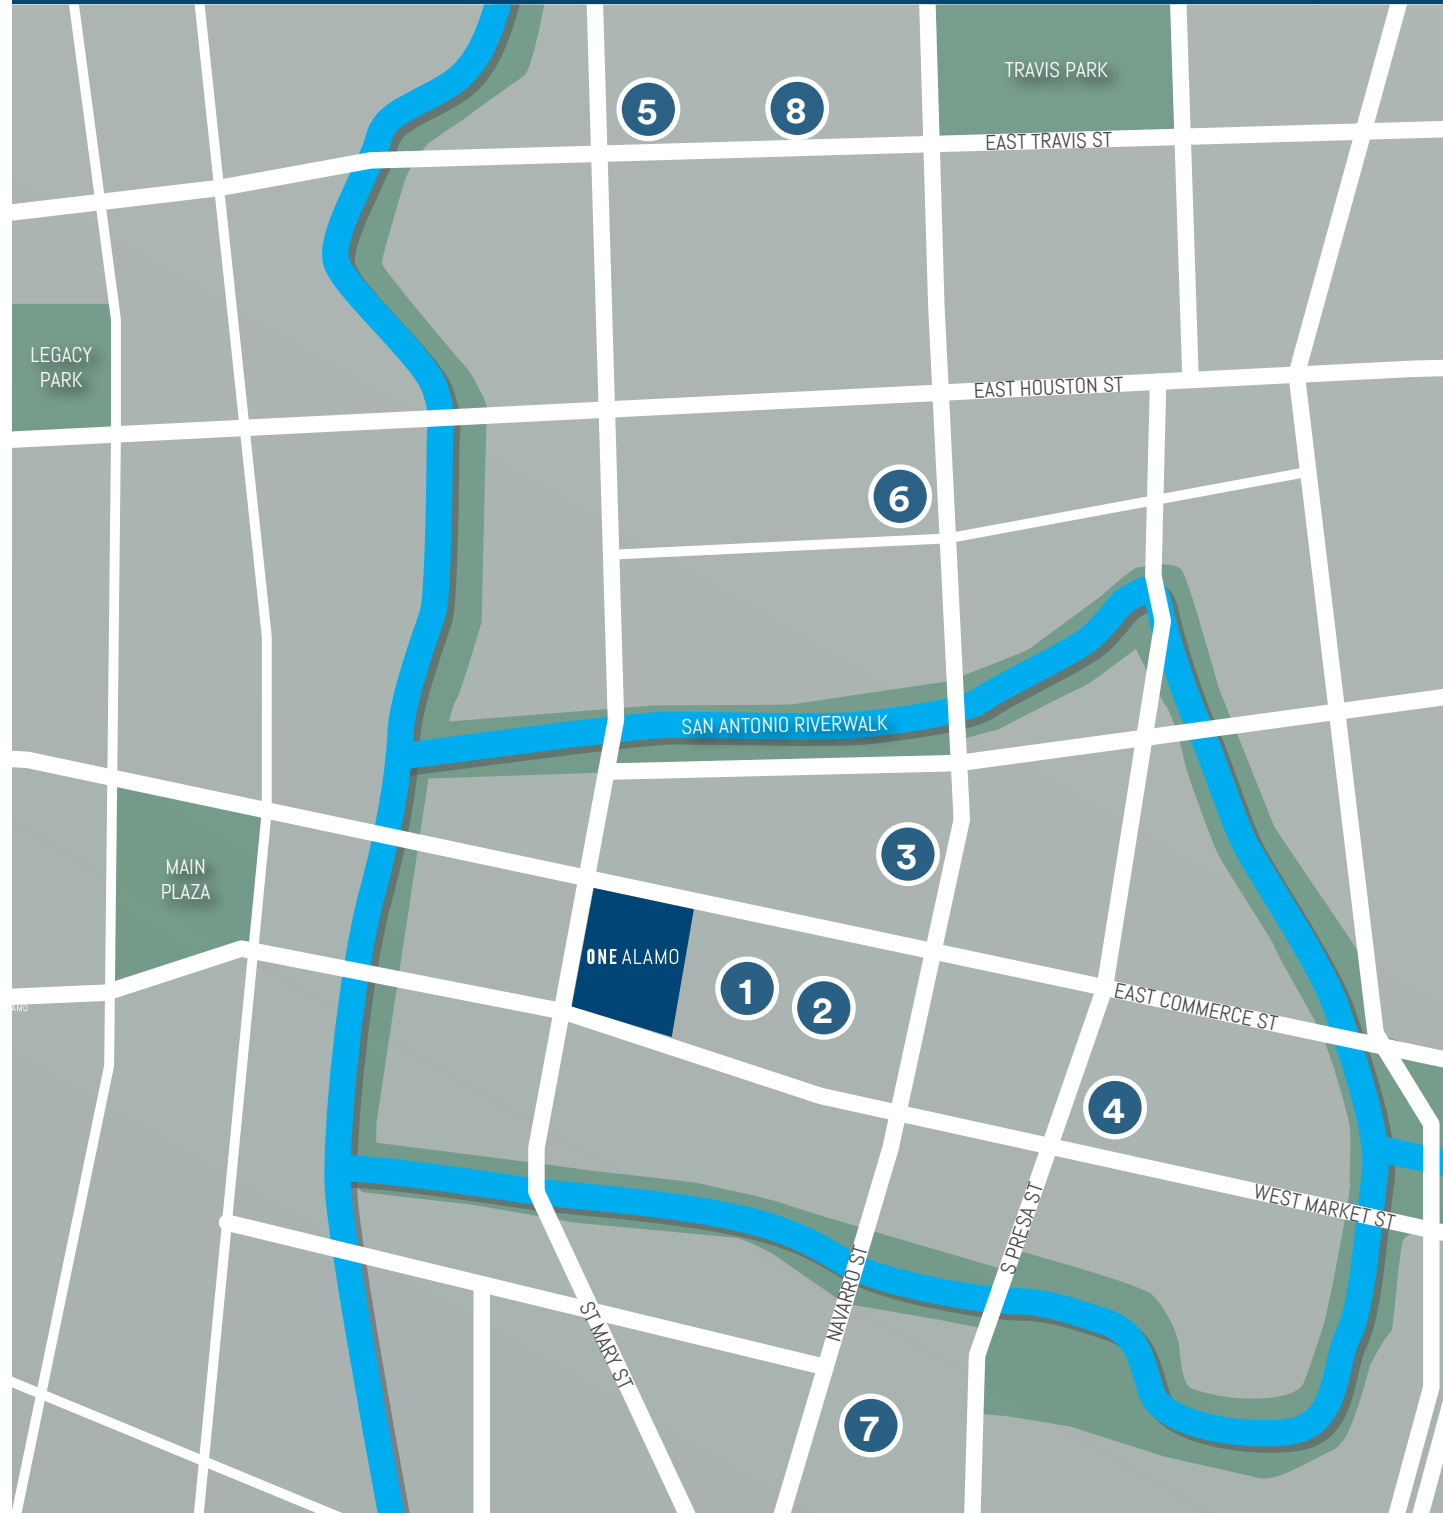 TRAVIS PARK
5
8
EAST TRAVIS ST
LEGACY
PARK
EAST HOUSTON ST
6
SAN ANTONIO RIVERWALK
3
MAIN
PLAZA
ONE ALAMO
1
2
EAST COMMERCE ST
AMO
4
WEST MARKET ST
S PRESA ST
NAVARRO ST
ST MARY ST
7